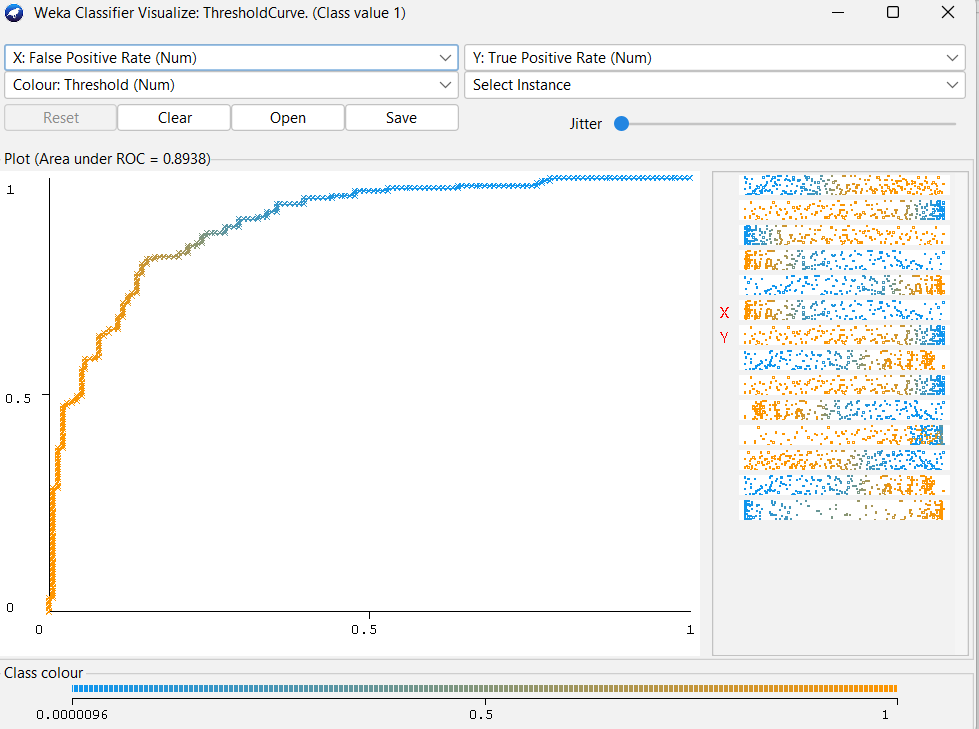 Weka Classifier Visualize: ThresholdCurve. (Class value 1)
X: False Positive Rate (Num)
Y: True Positive Rate (Num)
Colour: Threshold (Num)
Select Instance
Reset
Clear
Open
Save
Jitter
Plot (Area under ROC = 0.8938)
1
0.5
0
0
0.5
1
X
Y
Class colour
0.0000096
0.5
1